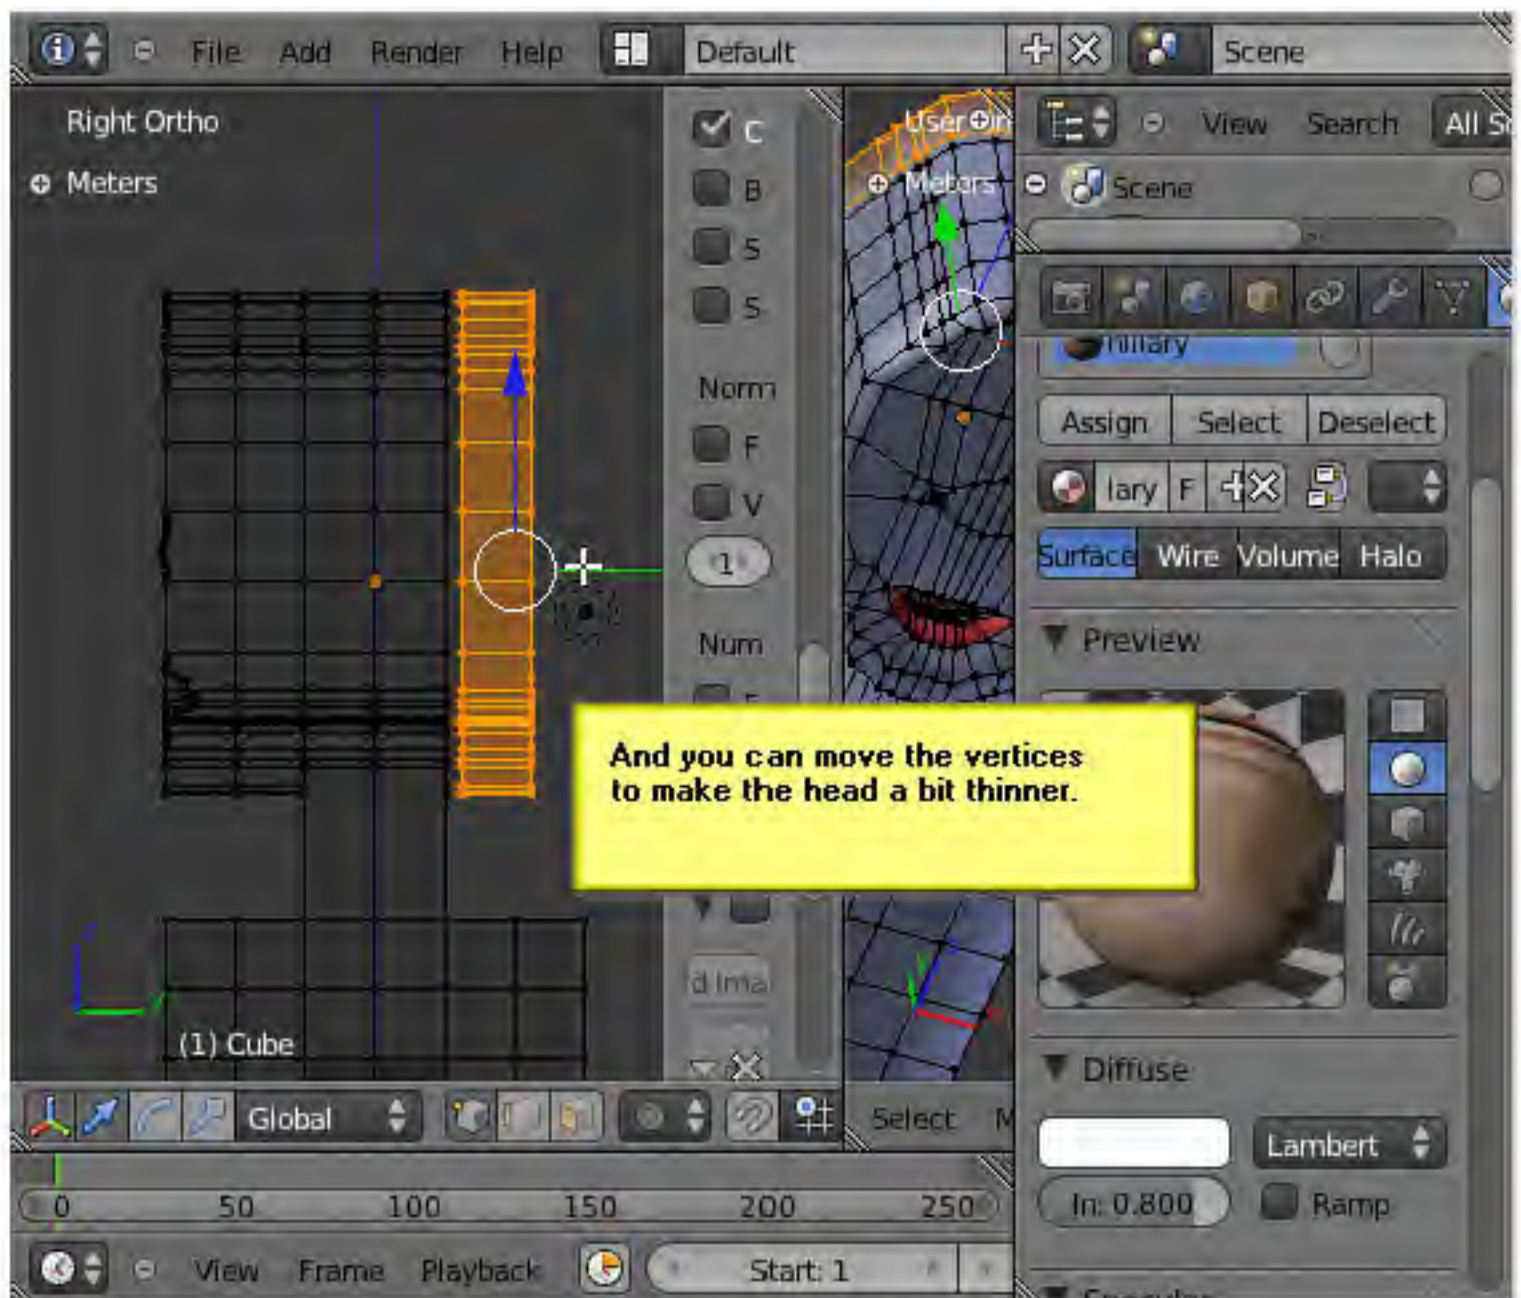 File Add Render Help Default Scene
Right Ortho
Meters
C
B
S
S
Norm
F
V
1
Num
Meters
View Search
Scene
Assign Select Deselect
lary F
Surface Wire Volume Halo
Preview
And you can move the vertices
to make the head a bit thinner.
(1) Cube
Diffuse
Global
Select M
Lambert
In: 0.800 Ramp
0 50 100 150 200 250
View Frame Playback Start: 1